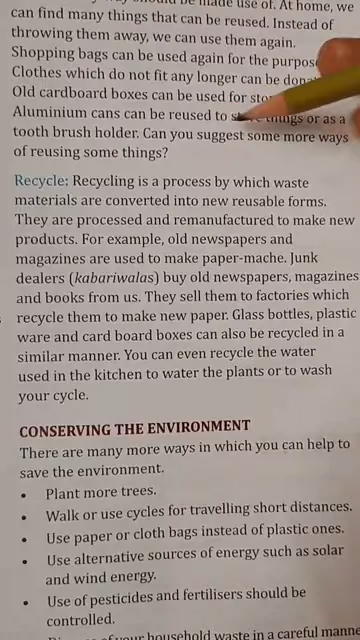 be made use of. At home, we
can find many things that can be reused. Instead of
throwing them away, we can use them again.
Shopping bags can be used again for the purpose
Clothes which do not fit any longer can be
Old cardboard boxes can be used for
Aluminium cans can be reused to things or as a
tooth brush holder. Can you suggest some more ways
of reusing some things?
Recycle: Recycling is a process by which waste
materials are converted into new reusable forms.
They are processed and remanufactured to make new
products. For example, old newspapers and
magazines are used to make paper-mache. Junk
dealers (kabariwalas) buy old newspapers, magazines
and books from us. They sell them to factories which
recycle them to make new paper. Glass bottles, plastic
ware and card board boxes can also be recycled in a
similar manner. You can even recycle the water
used in the kitchen to water the plants or to wash
your cycle.
CONSERVING THE ENVIRONMENT
There are many more ways in which you can help to
save the environment.
• Plant more trees.
• Walk or use cycles for travelling short distances.
• Use paper or cloth bags instead of plastic ones.
• Use alternative sources of energy such as solar
and wind energy.
• Use of pesticides and fertilisers should be
controlled.
of your household waste in a careful manne